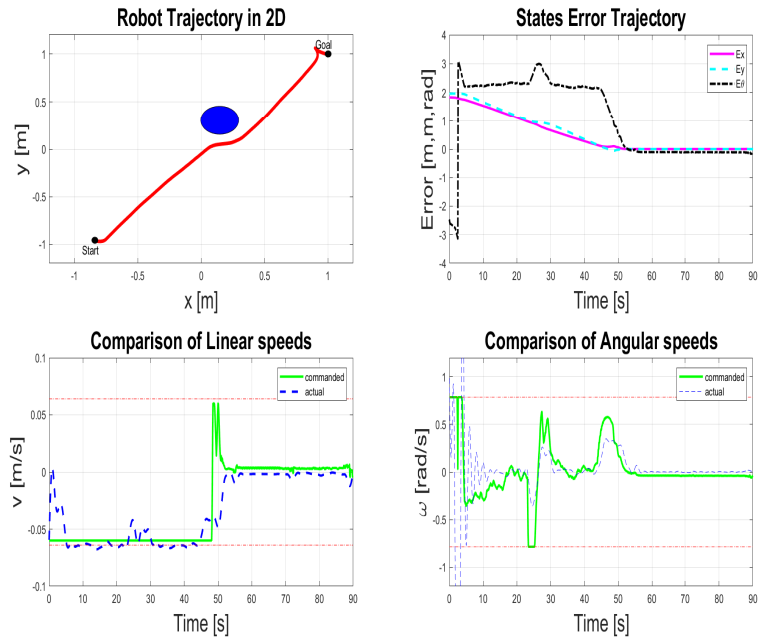 Robot Trajectory in 2D
1
0.5
0
-0.5
-1
y [m]
Goal
Start
-1 -0.5 0 0.5 1
x [m]
States Error Trajectory
4
3
2
1
0
-1
-2
-3
-4
Error [m,m,rad]
Ex
Ey
Eθ
0 10 20 30 40 50 60 70 80 90
Time [s]
Comparison of Linear speeds
0.1
0.05
0
-0.05
-0.1
v [m/s]
commanded
actual
0 10 20 30 40 50 60 70 80 90
Time [s]
Comparison of Angular speeds
1
0.5
0
-0.5
-1
ω [rad/s]
commanded
actual
0 10 20 30 40 50 60 70 80 90
Time [s]